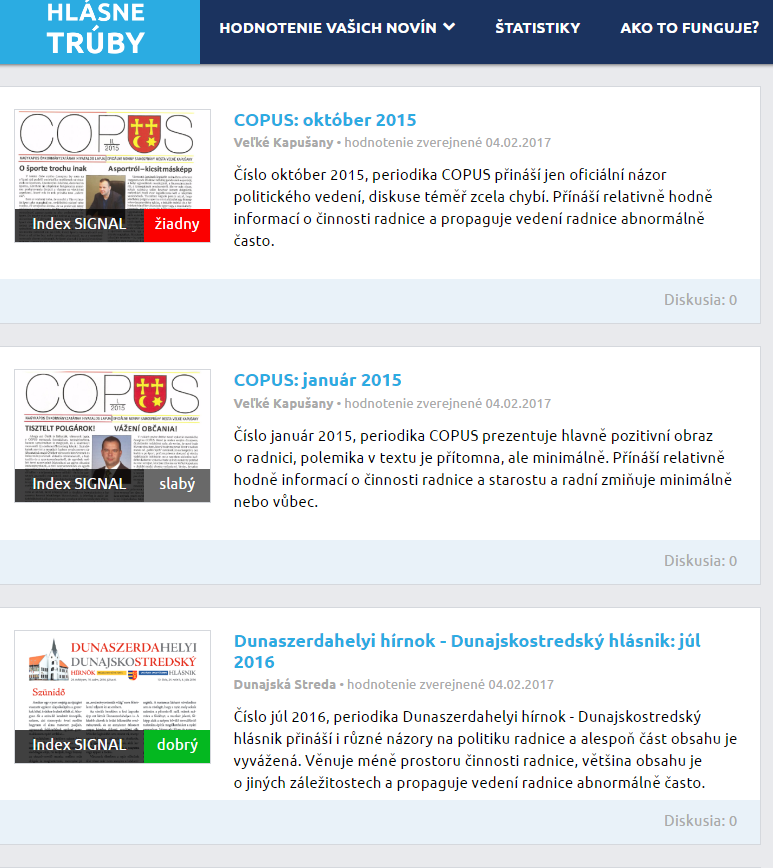 HLÁSNE
TRÚBY
HODNOTENIE VAŠICH NOVÍN
ŠTATISTIKY
AKO TO FUNGUJE?
COPUS
II
2015
O športe trochu inak
A sportról–kicsit másképp
Index SIGNAL
žiadny
COPUS: október 2015
Veľké Kapušany • hodnotenie zverejnené 04.02.2017
Číslo október 2015, periodika COPUS přináší jen oficiální názor
politického vedení, diskuse téměř zcela chybí. Přináší relativně hodně
informací o činnosti radnice a propaguje vedení radnice abnormálně
často.
Diskusia: 0
COPUS
2015
TISZTELT POLGÁROK!
VÁŽENÍ OBČANIA!
Index SIGNAL
slabý
COPUS: január 2015
Veľké Kapušany • hodnotenie zverejnené 04.02.2017
Číslo január 2015, periodika COPUS prezentuje hlavně pozitivní obraz
o radnici, polemika v textu je přítomna, ale minimálně. Přináší relativně
hodně informací o činnosti radnice a starostu a radní zmiňuje minimálně
nebo vůbec.
Diskusia: 0
DUNASZERDAHELYI
DUNAJSKOSTREDSKÝ
HÍRNÖK
HLÁSNIK
Szünidő
Index SIGNAL
dobrý
Dunaszerdahelyi hírnok - Dunajskostredský hlásnik: júl
2016
Dunajská Streda • hodnotenie zverejnené 04.02.2017
Číslo júl 2016, periodika Dunaszerdahelyi hírnok - Dunajskostredský
hlásnik přináší i různé názory na politiku radnice a alespoň část obsahu je
vyvážená. Věnuje méně prostoru činnosti radnice, většina obsahu je
o jiných záležitostech a propaguje vedení radnice abnormálně často.
Diskusia: 0